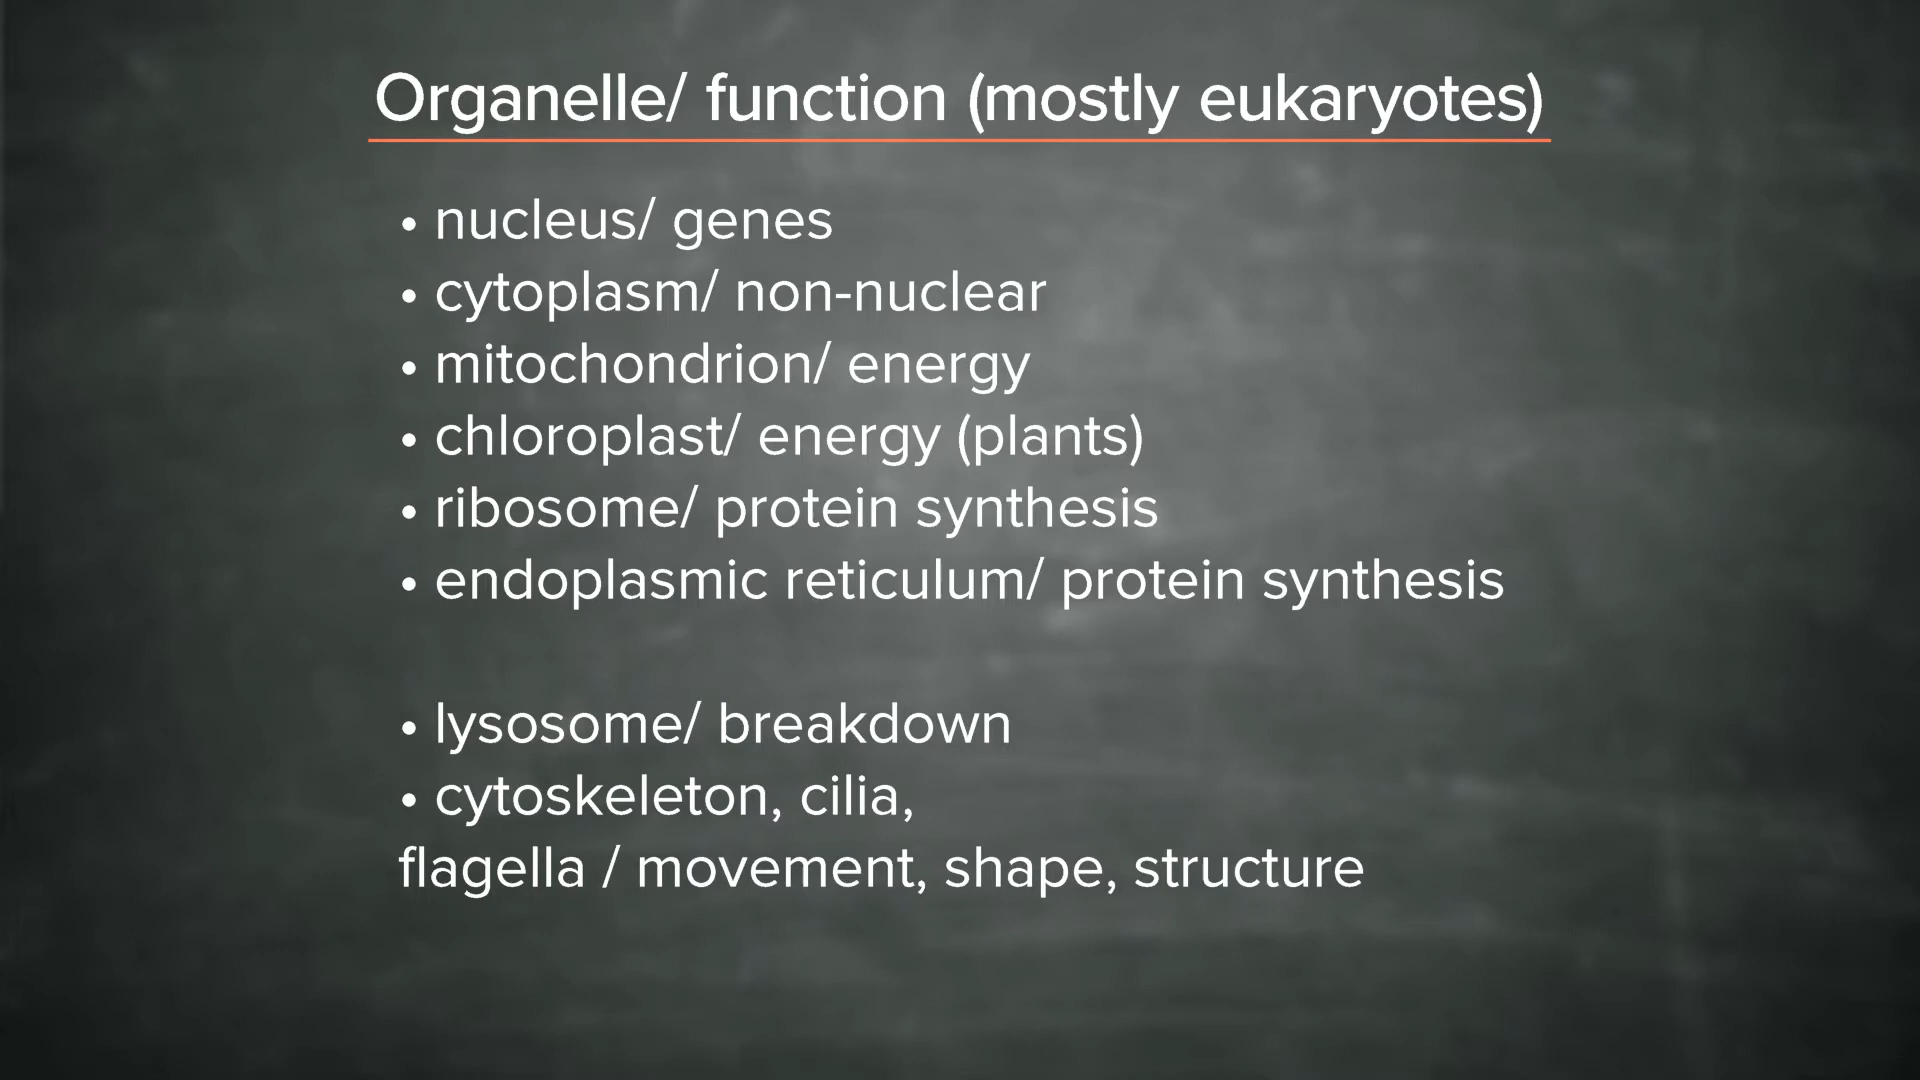 Organelle/ function (mostly eukaryotes)
• nucleus/ genes
• cytoplasm/ non-nuclear
• mitochondrion/ energy
• chloroplast/ energy (plants)
• ribosome/ protein synthesis
• endoplasmic reticulum/ protein synthesis
• lysosome/ breakdown
• cytoskeleton, cilia,
flagella / movement, shape, structure